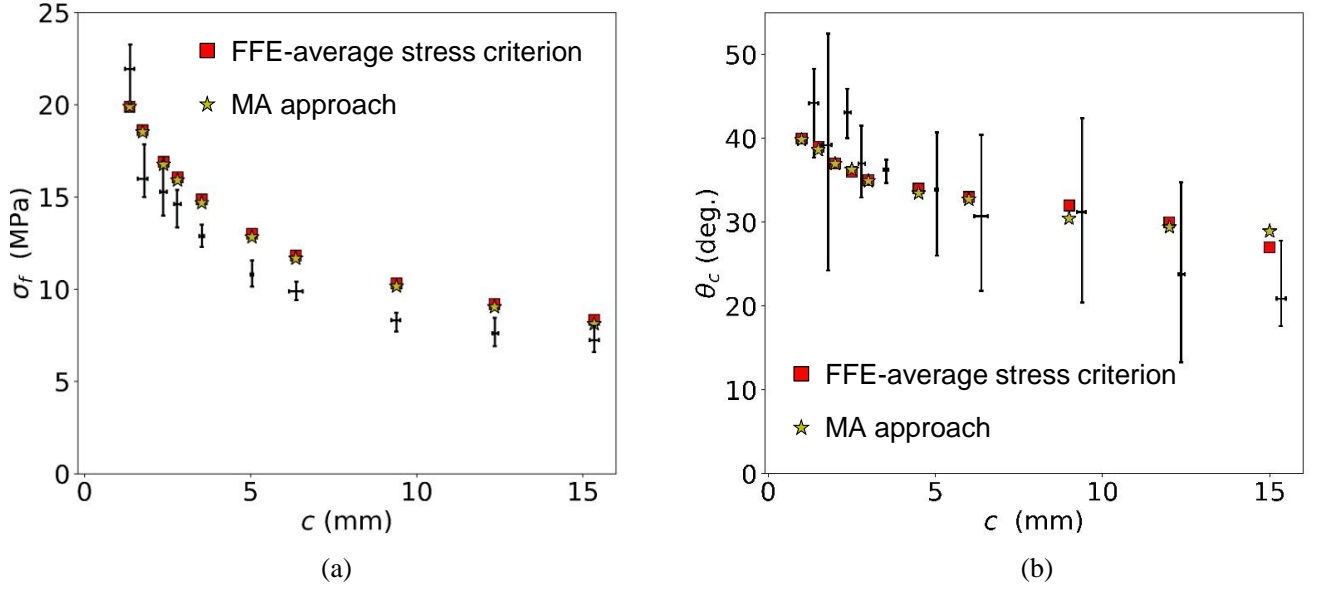 25
20
15
10
5
0
σf (MPa)
FFE-average stress criterion
MA approach
0 5 10 15
c (mm)
(a)
50
40
30
20
10
0
θc (deg.)
FFE-average stress criterion
MA approach
0 5 10 15
c (mm)
(b)